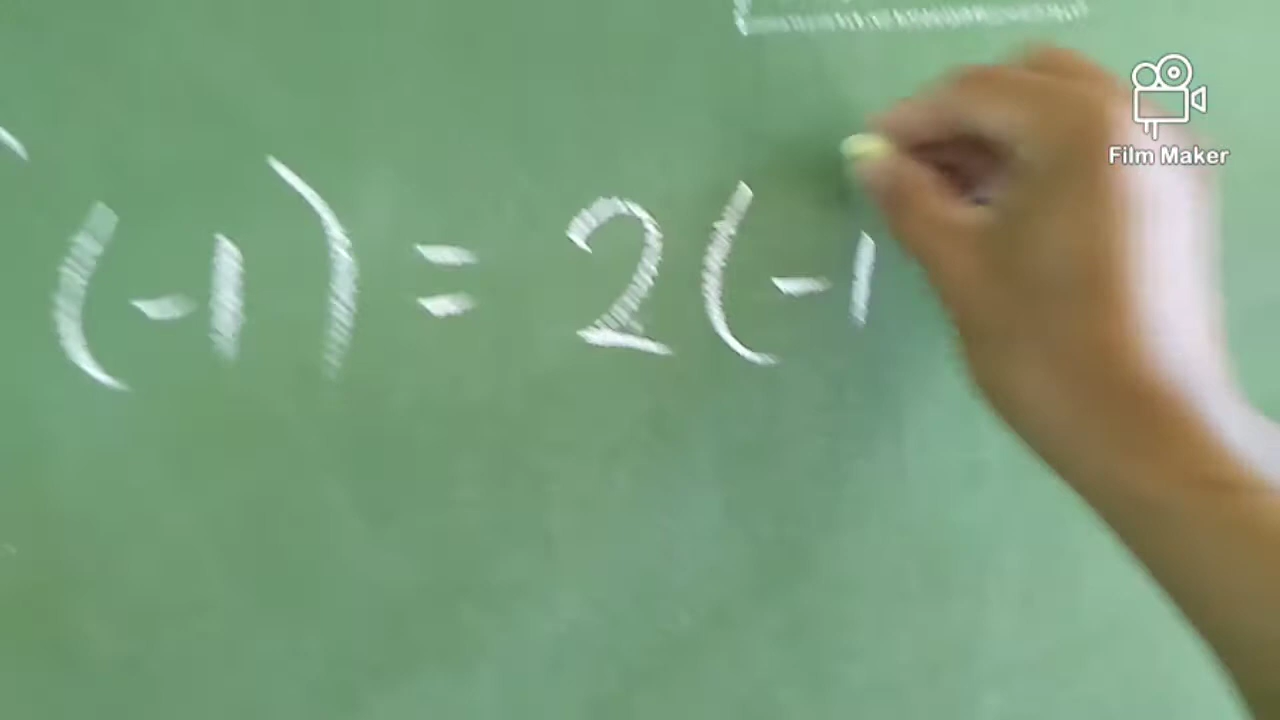 Film Maker
(-1) = 2(-1